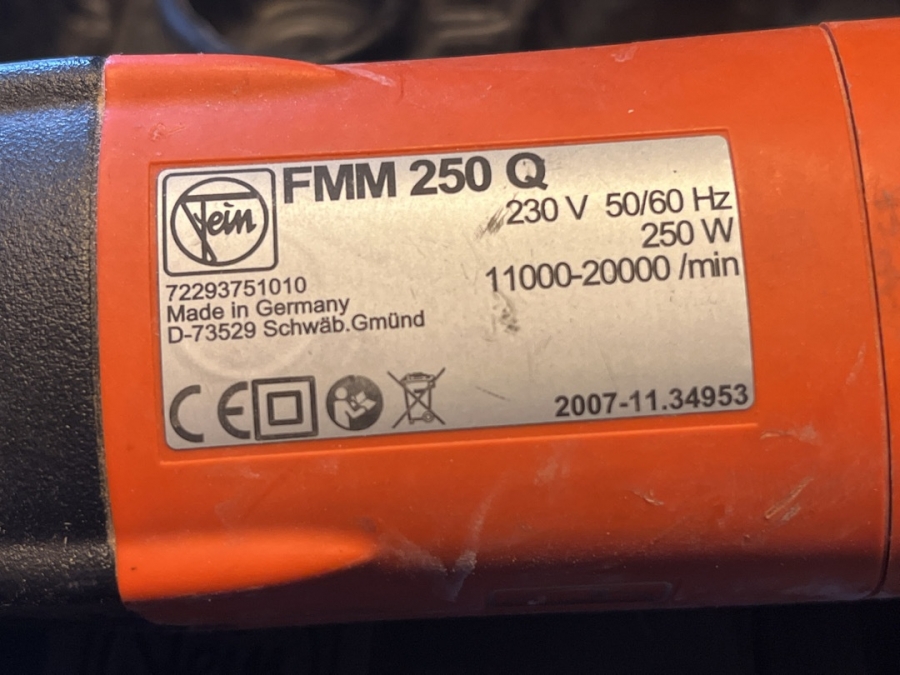 Fein
FMM 250 Q
230 V 50/60 Hz
250 W
11000-20000 /min
72293751010
Made in Germany
D-73529 Schwäb.Gmünd
CE
2007-11.34953